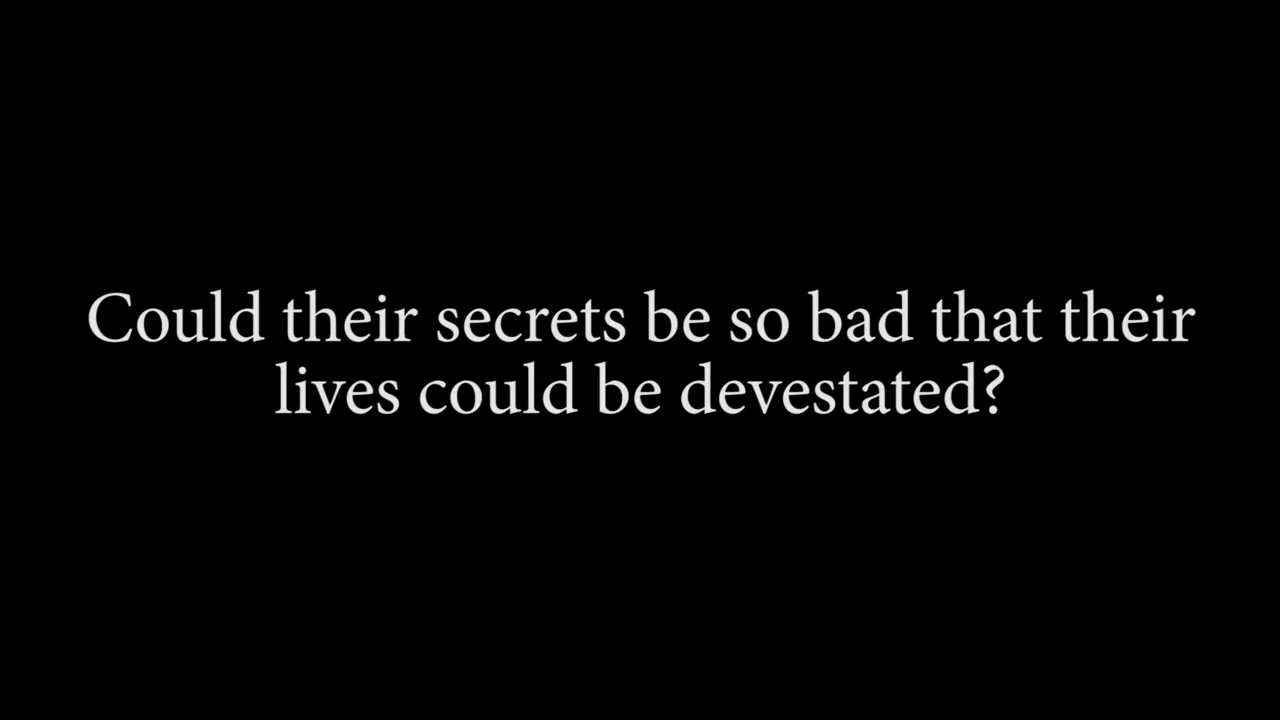 Could their secrets be so bad that their
lives could be devestated?